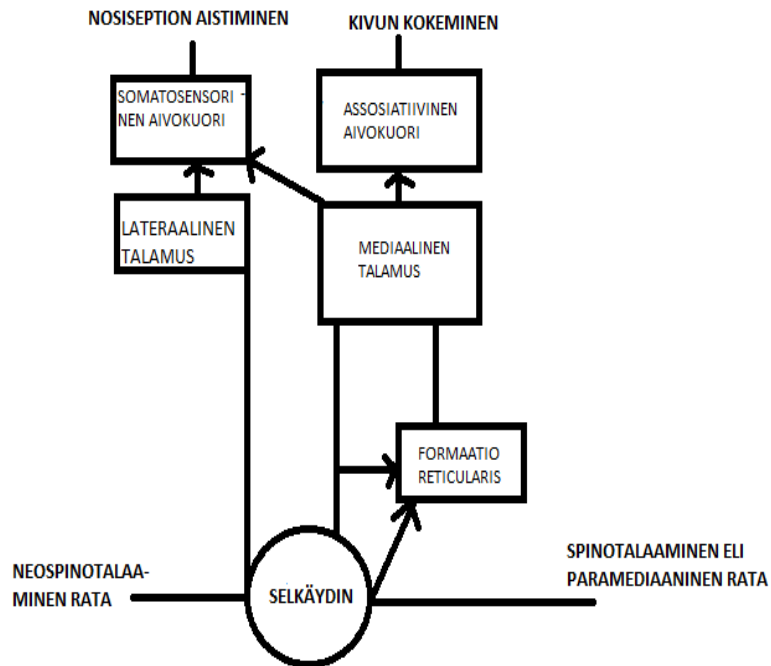 NOSISEPTION AISTIMINEN
KIVUN KOKEMINEN
SOMATOSENSORI -
NEN AIVOKUORI
ASSOSIATIIVINEN
AIVOKUORI
LATERAALINEN
TALAMUS
MEDIAALINEN
TALAMUS
FORMAATIO
RETICULARIS
NEOSPINOTALAA-
MINEN RATA
SELKÄYDIN
SPINOTALAAMINEN ELI
PARAMEDIAANINEN RATA